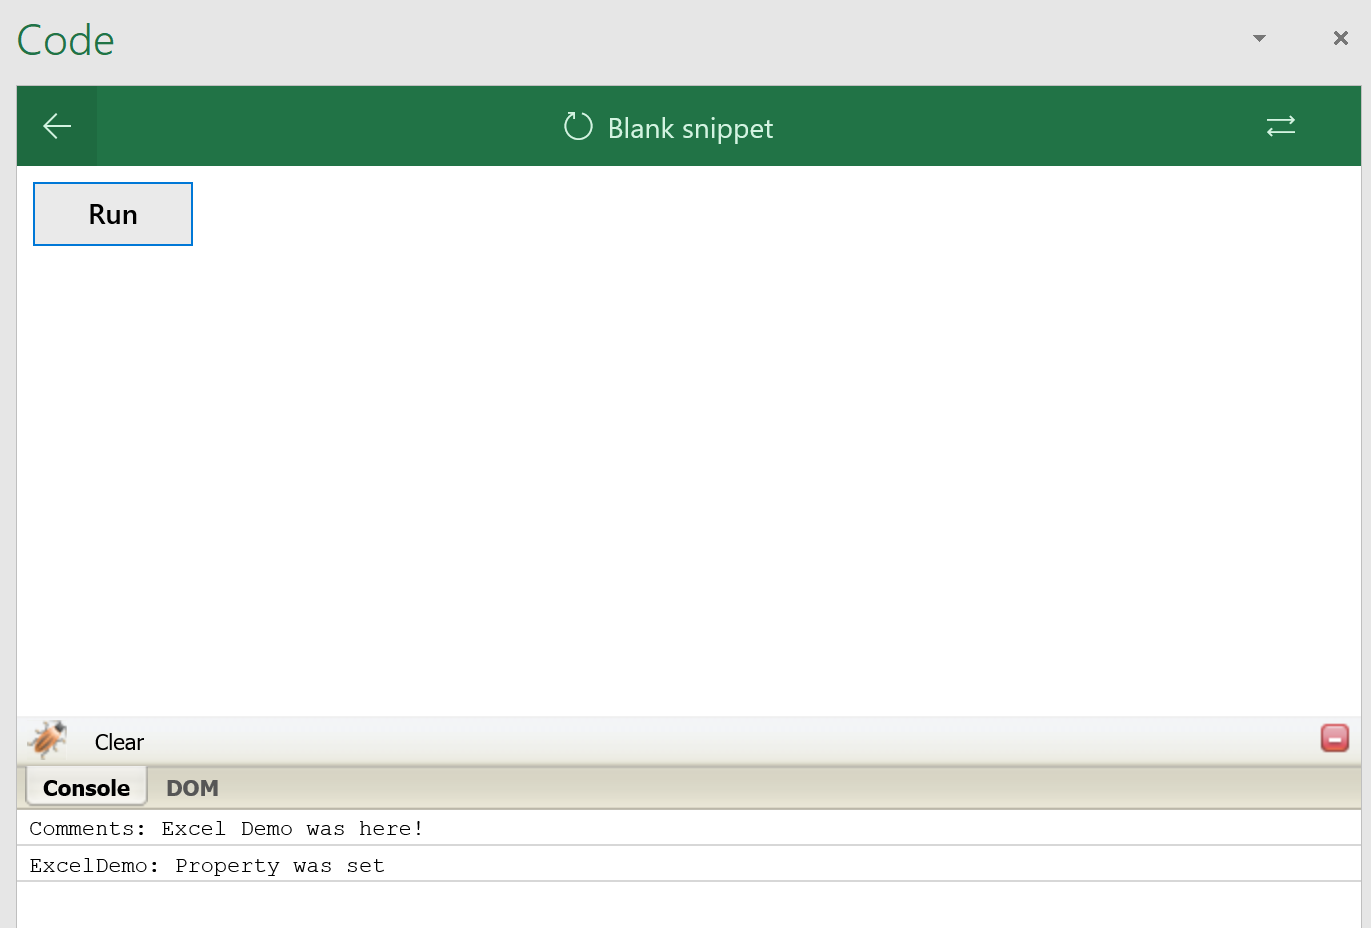 Code
Blank snippet
Run
Clear
Console DOM
Comments: Excel Demo was here!
ExcelDemo: Property was set